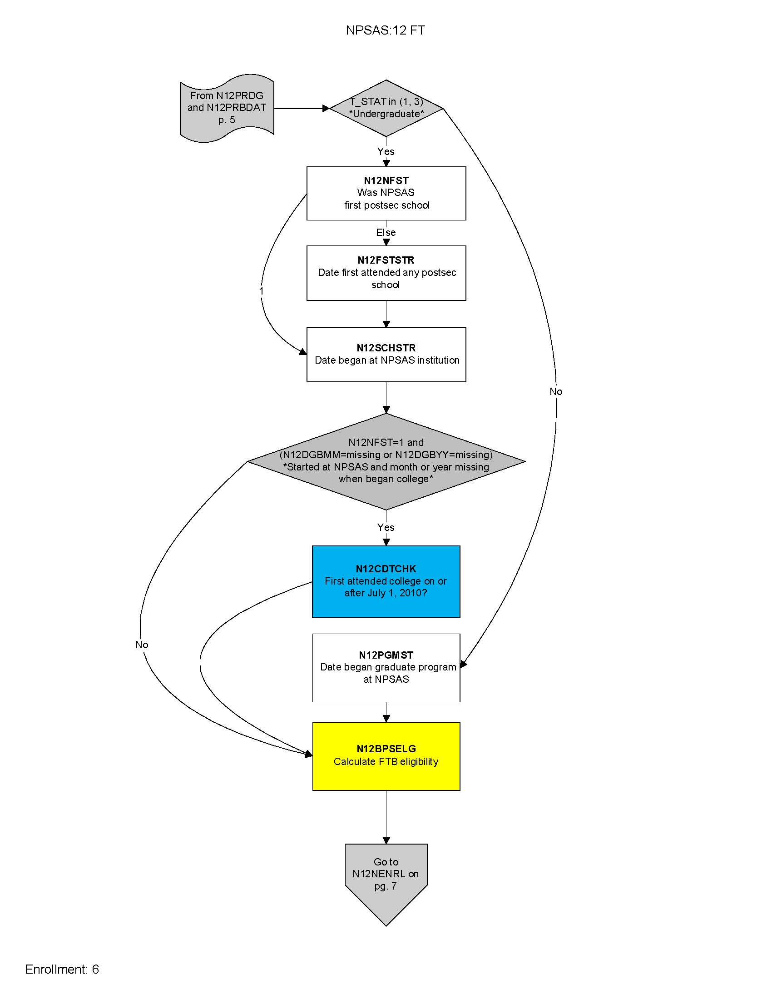 NPSAS:12 FT
From N12PRDG
and N12PRBDAT
p. 5
T_STAT in (1, 3)
*Undergraduate*
Yes
N12NFST
Was NPSAS
first postsec school
Else
N12FSTSTR
Date first attended any postsec
school
1
N12SCHSTR
Date began at NPSAS institution
No
N12NFST=1 and
(N12DGBMM=missing or N12DGBYY=missing)
*Started at NPSAS and month or year missing
when began college*
Yes
N12CDTCHK
First attended college on or
after July 1, 2010?
No
N12PGMST
Date began graduate program
at NPSAS
N12BPSELG
Calculate FTB eligibility
Go to
N12NENRL on
pg. 7
Enrollment: 6